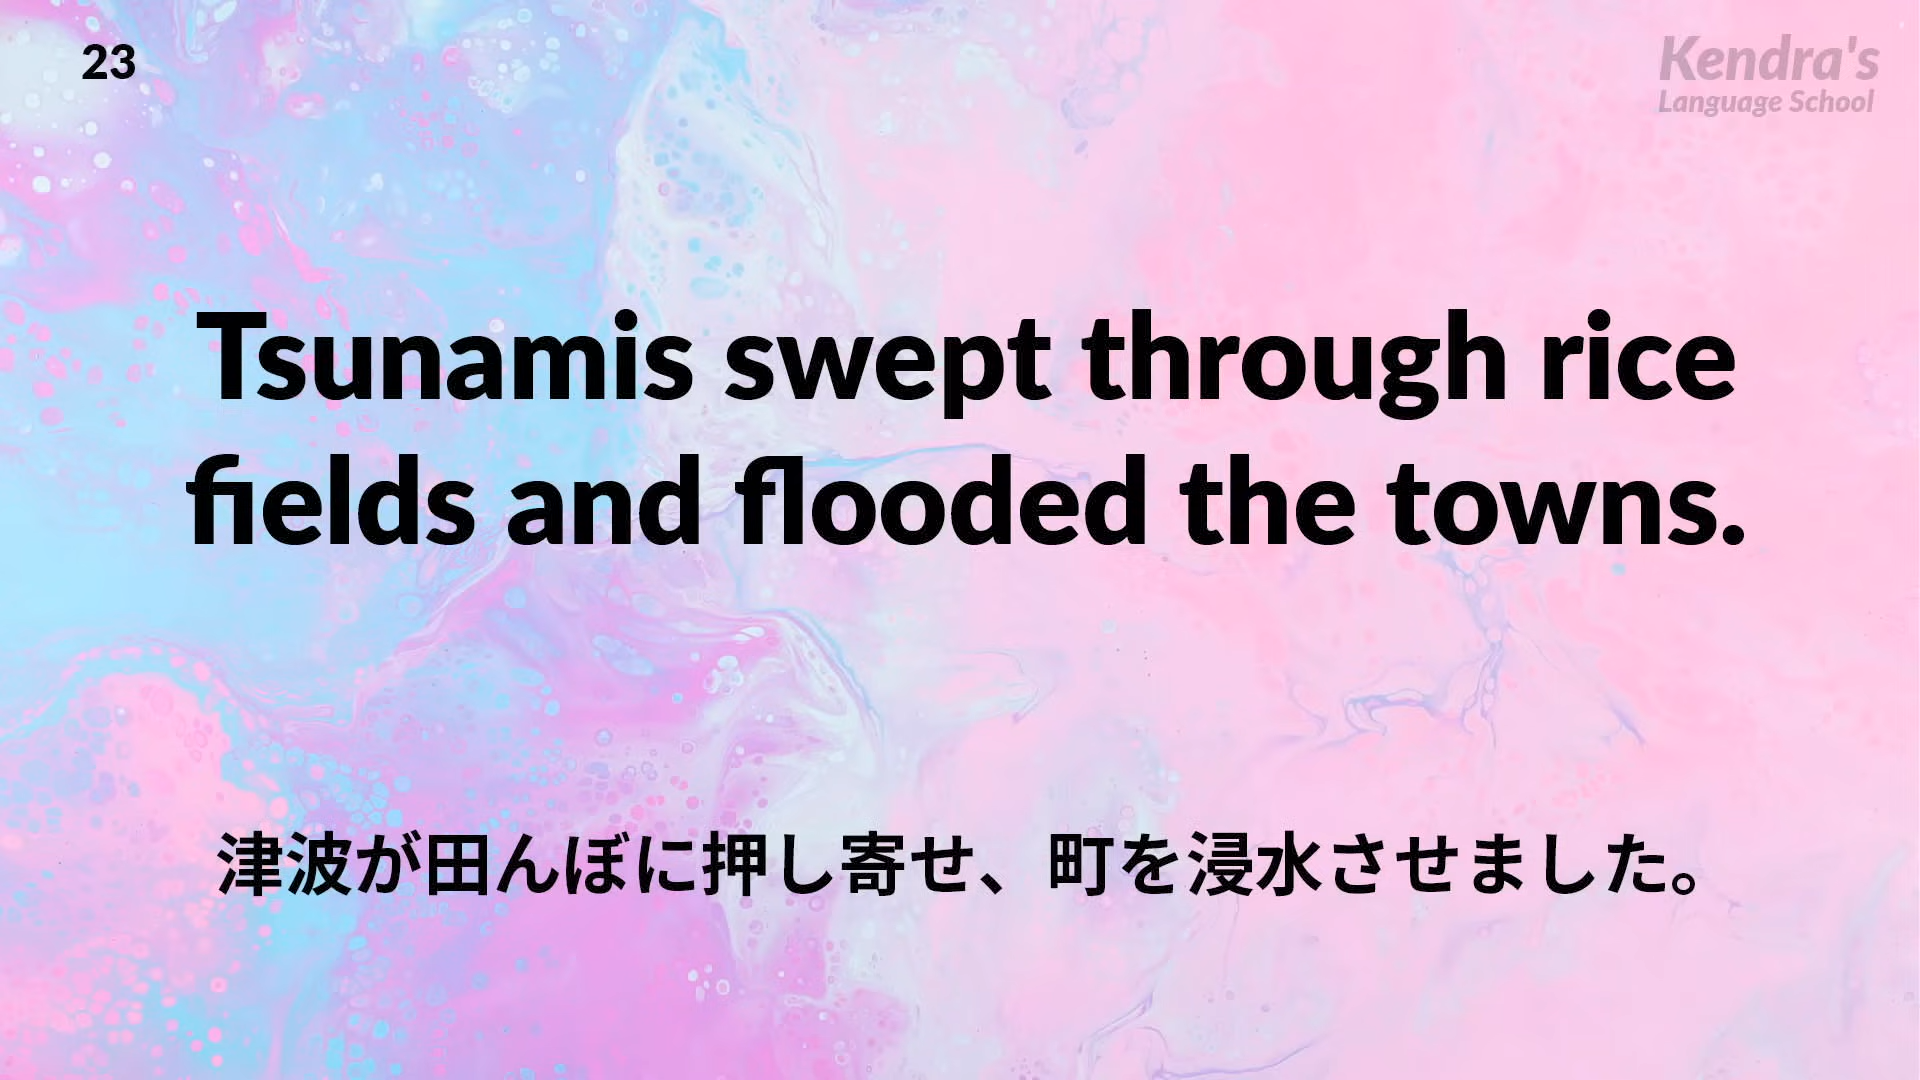 23
Kendra's
Language School
Tsunamis swept through rice
fields and flooded the towns.
津波が田んぼに押し寄せ、町を浸水させました。